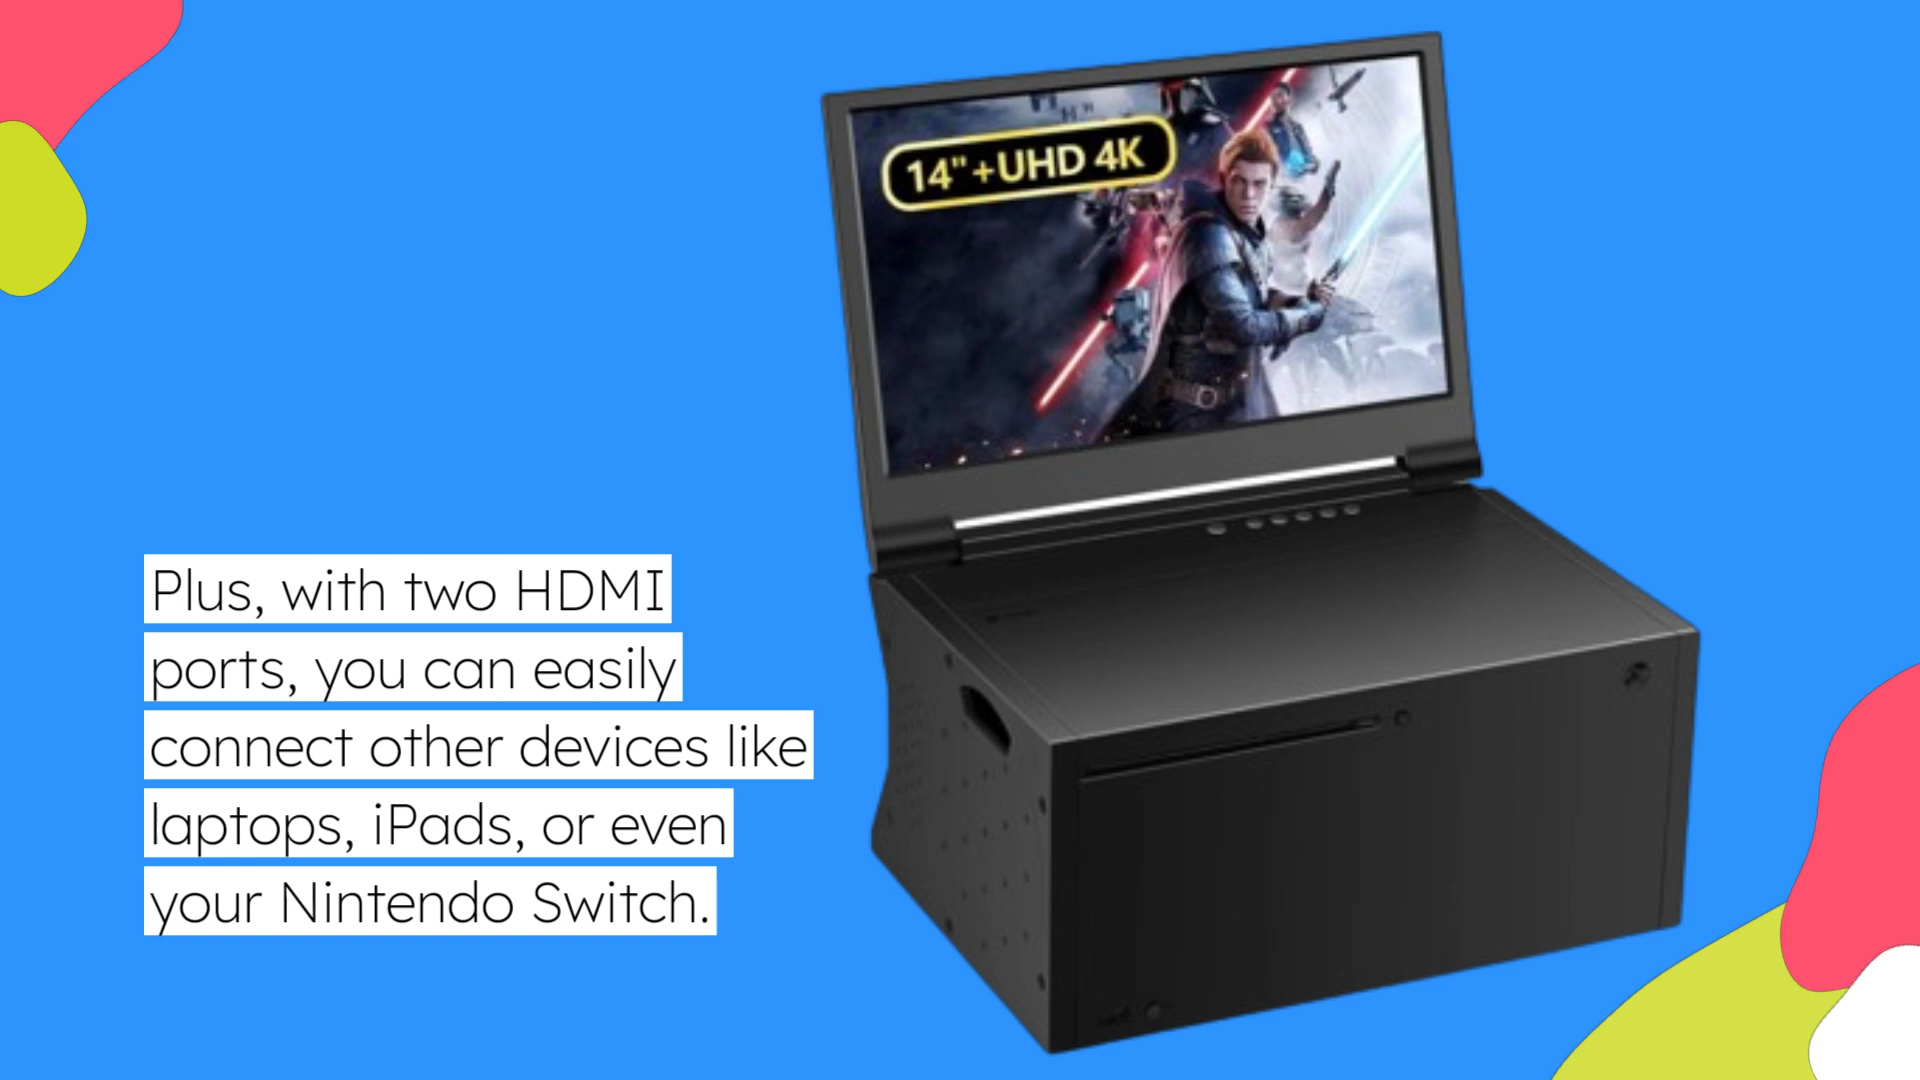 14"+UHD 4K
Plus, with two HDMI
ports, you can easily
connect other devices like
laptops, iPads, or even
your Nintendo Switch.